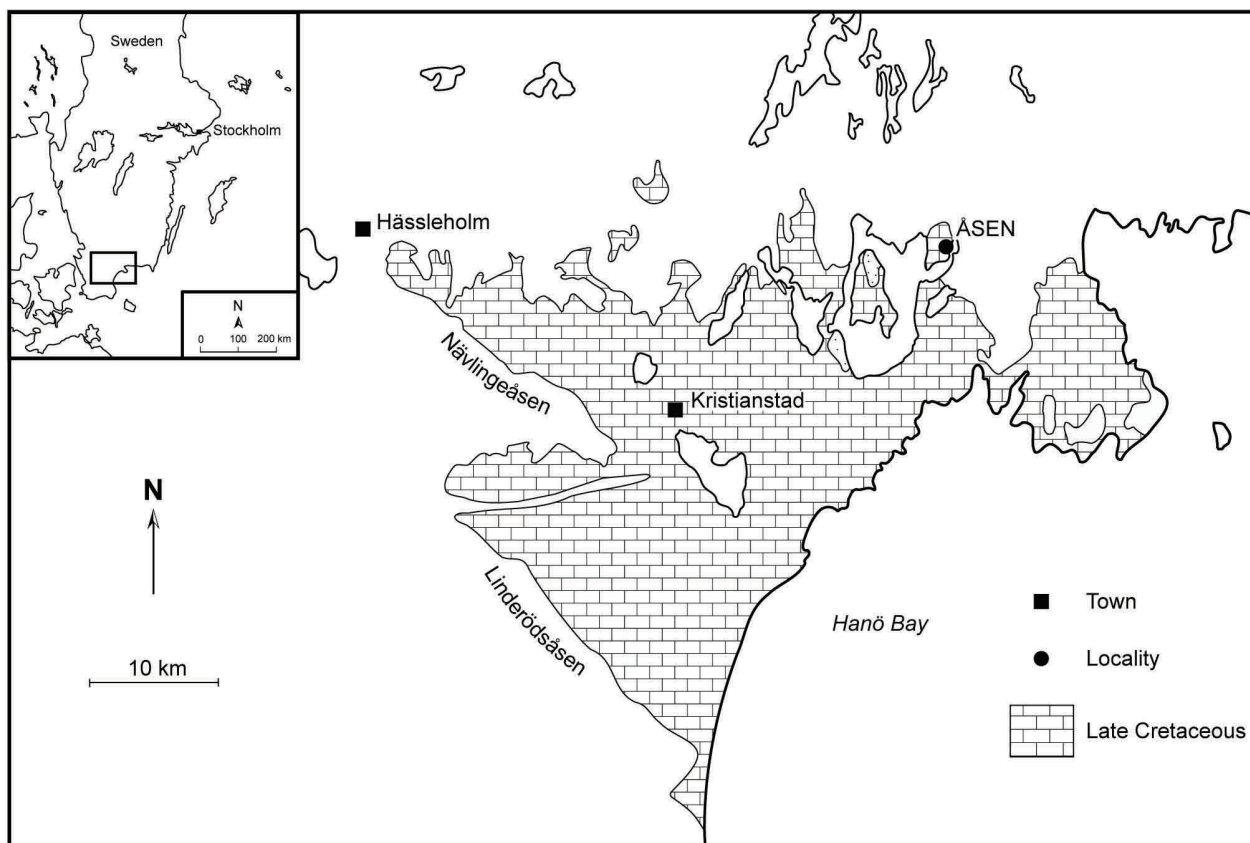 Sweden
Stockholm
N
0 100 200 km
Hässleholm
ÅSEN
Nävlingeåsen
Kristianstad
N
Linderödsåsen
10 km
Hanö Bay
Town
Locality
Late Cretaceous